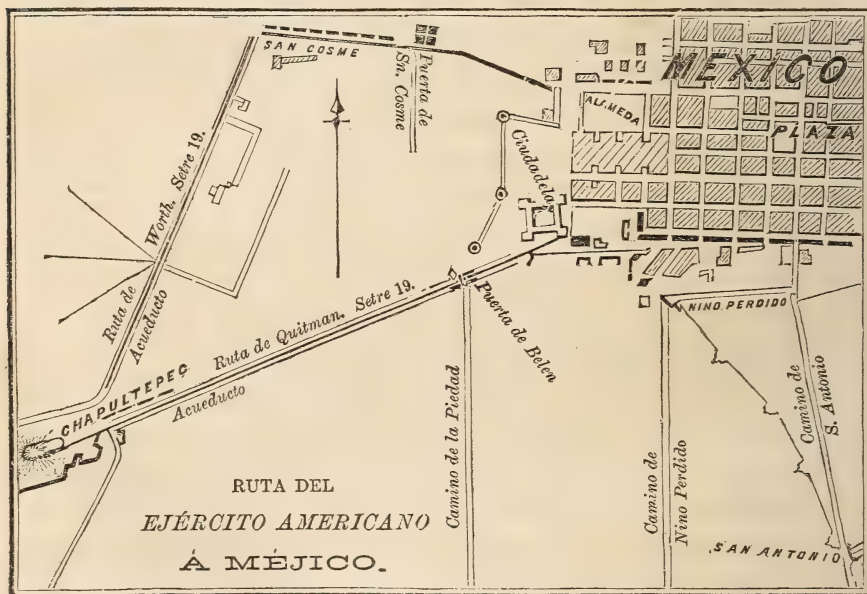 SAN COSME
Puerta de
Sn. Cosme
MEXICO
ALAMEDA
PLAZA
Ciudadela
Ruta de Worth. Setre 19.
Acueducto
Ruta de Quitman. Setre 19.
Acueducto
Puerta de Belen
NINO PERDIDO
CHAPULTEPEC
Camino de la Piedad
Camino de
Nino Perdido
Camino de
S. Antonio
SAN ANTONIO
RUTA DEL
EJÉRCITO AMERICANO
Á MÉJICO.